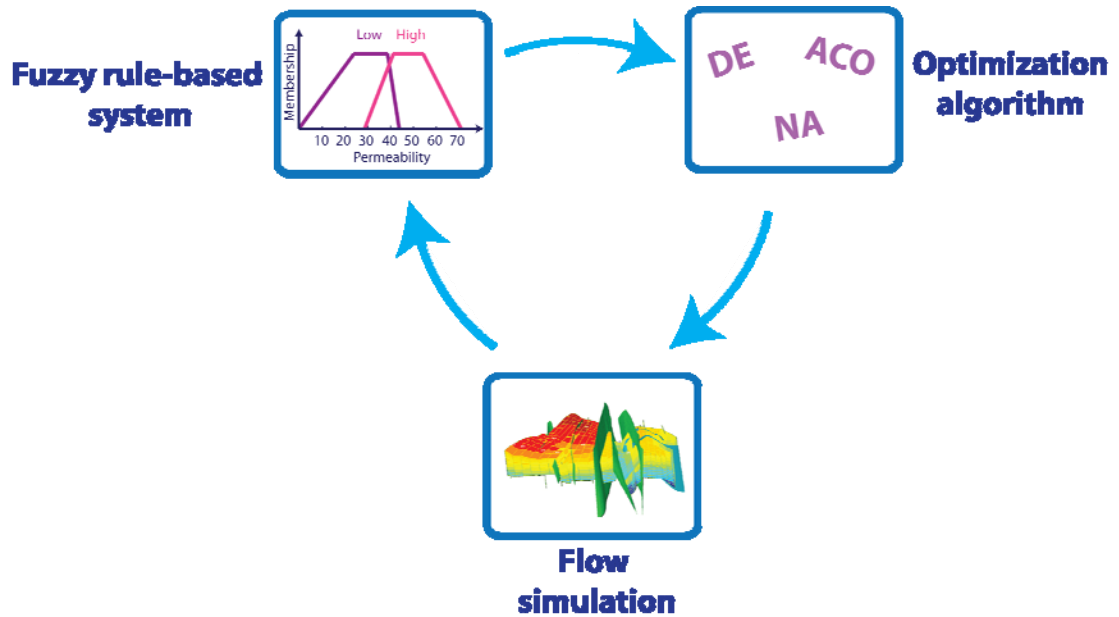 Fuzzy rule-based
system
Membership
Low High
10 20 30 40 50 60 70
Permeability
DE ACO
NA
Optimization
algorithm
Flow
simulation